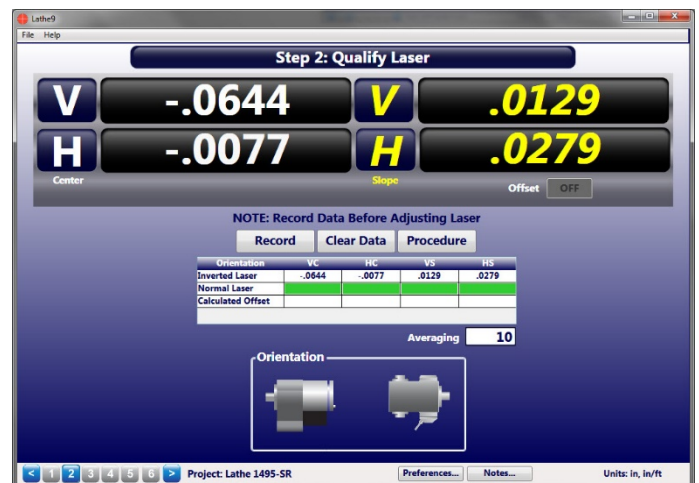 Lathe9
File Help
Step 2: Qualify Laser
V -.0644 V .0129
H -.0077 H .0279
Center Slope Offset OFF
NOTE: Record Data Before Adjusting Laser
Record Clear Data Procedure
Orientation VC HC VS HS
Inverted Laser -.0644 -.0077 .0129 .0279
Normal Laser
Calculated Offset
Averaging 10
Orientation
< 1 2 3 4 5 6 > Project: Lathe 1495-SR Preferences... Notes... Units: in, in/ft